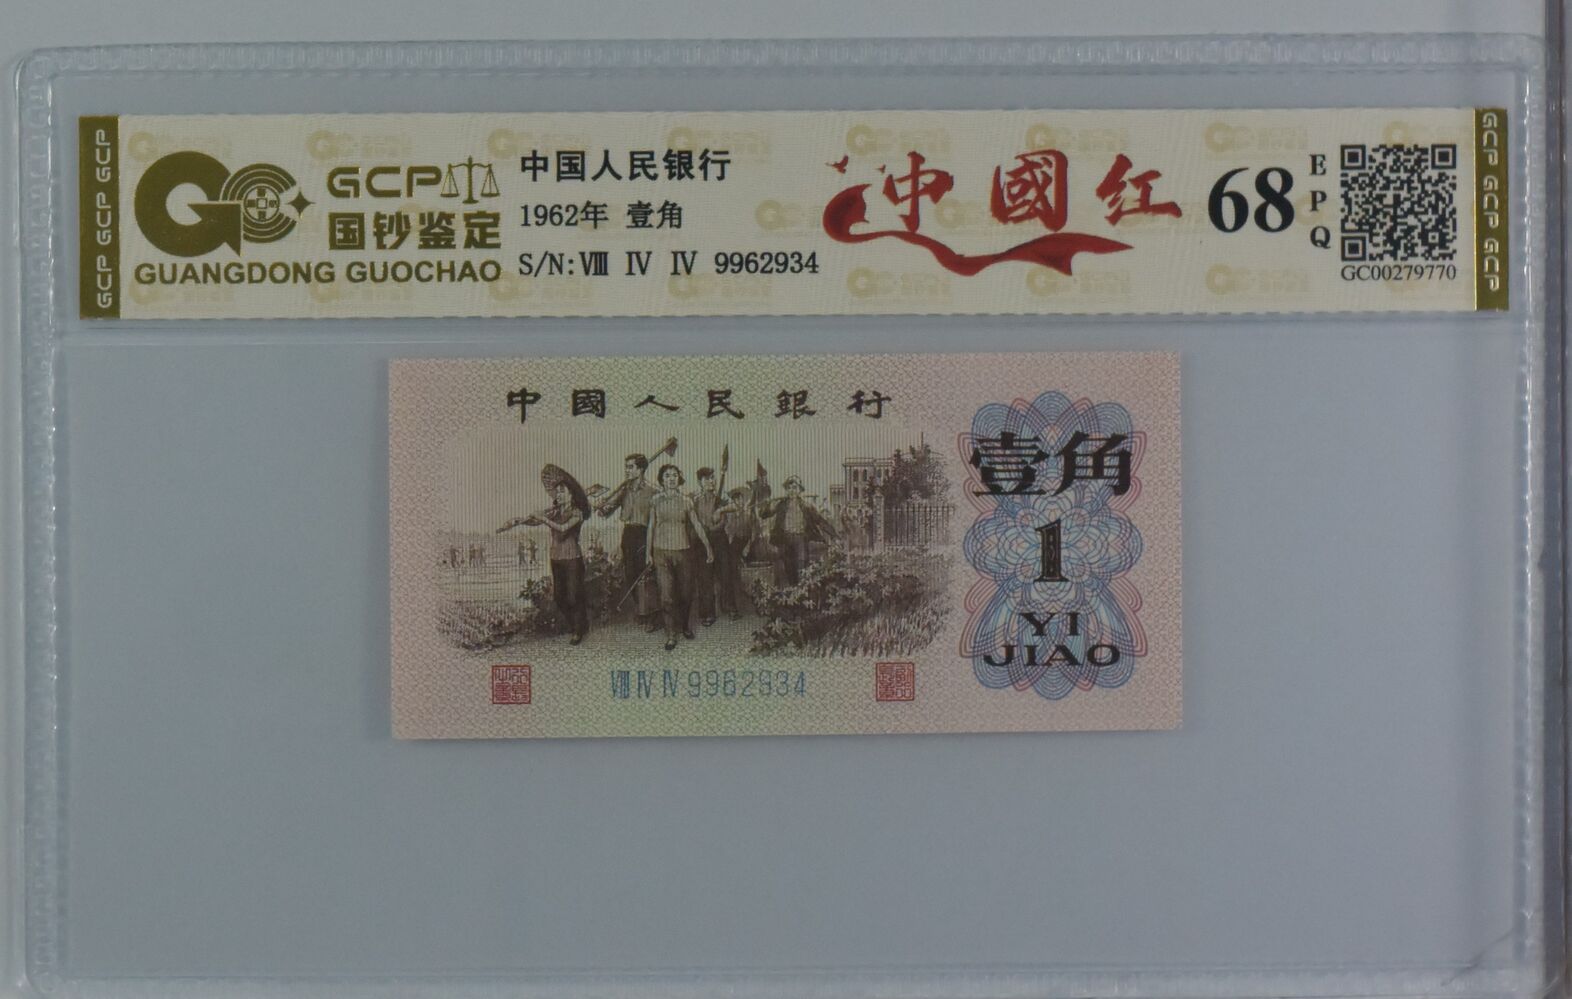 GCP GCP GCP
GCP
国钞鉴定
GUANGDONG GUOCHAO
中国人民银行
1962年 壹角
S/N:Ⅷ Ⅳ Ⅳ 9962934
中國红
68
EPQ
GC00279770
GCP GCP GCP
中國人民銀行
壹角
1
YI
JIAO
Ⅷ Ⅳ Ⅳ 9962934